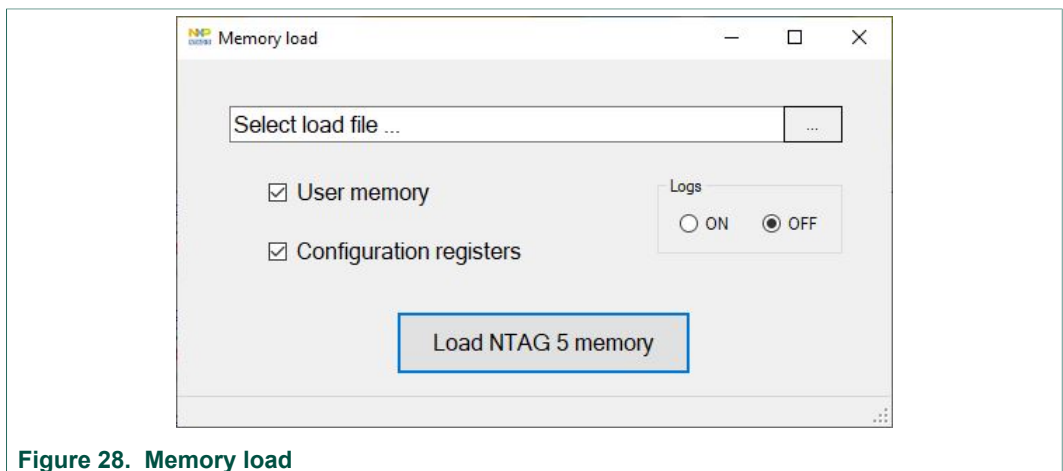 NXP Memory load
Select load file ... ...
User memory
Logs
ON OFF
Configuration registers
Load NTAG 5 memory
Figure 28. Memory load